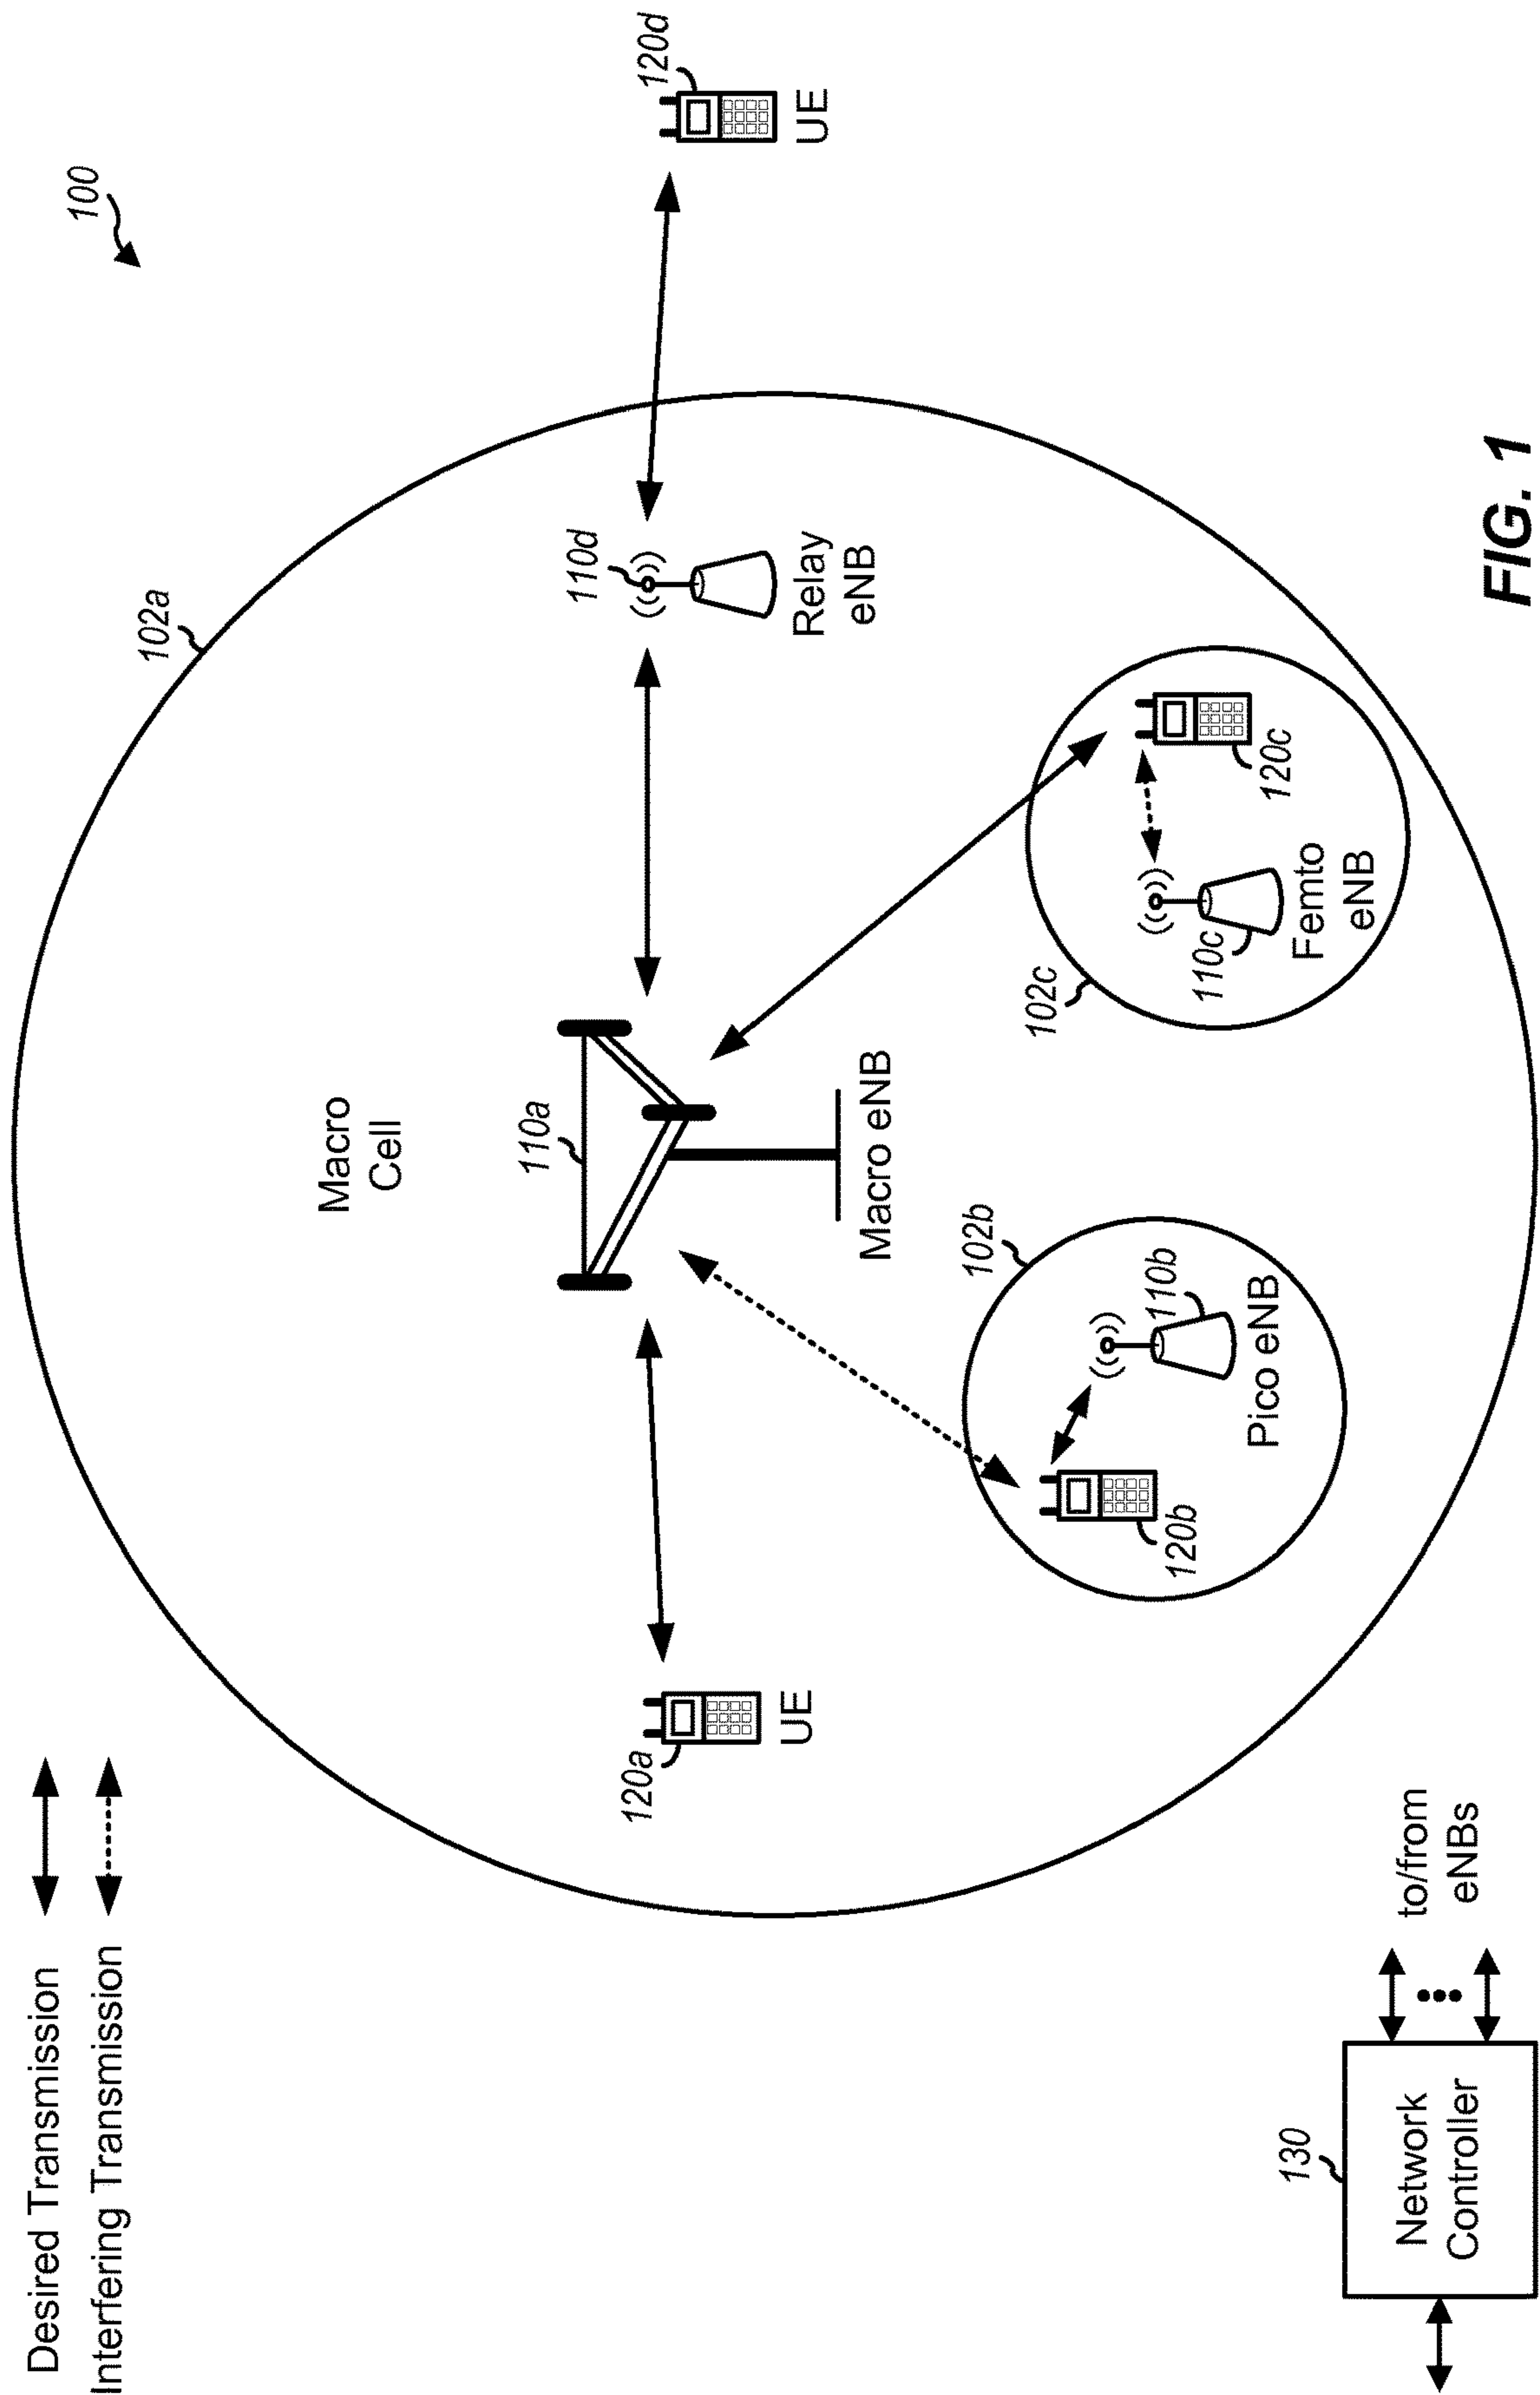 Desired Transmission
Interfering Transmission
100
102a
Macro
Cell
110a
110d
120a
UE
120d
UE
Relay
eNB
Macro eNB
102b
102c
120b
110b
Pico eNB
110c
120c
Femto
eNB
130
Network
Controller
to/from
eNBs
FIG. 1